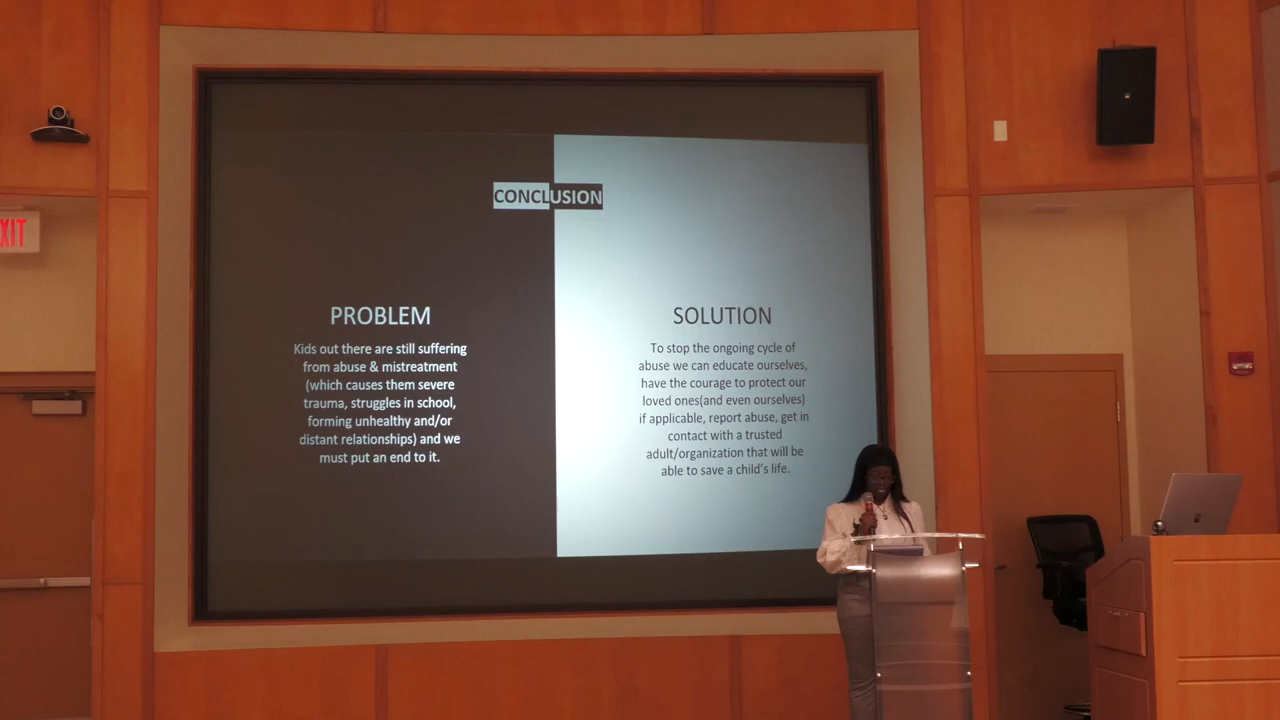 CONCLUSION
XIT
PROBLEM
Kids out there are still suffering
from abuse & mistreatment
(which causes them severe
trauma, struggles in school,
forming unhealthy and/or
distant relationships) and we
must put an end to it.
SOLUTION
To stop the ongoing cycle of
abuse we can educate ourselves,
have the courage to protect our
loved ones(and even ourselves)
if applicable, report abuse, get in
contact with a trusted
adult/organization that will be
able to save a child's life.